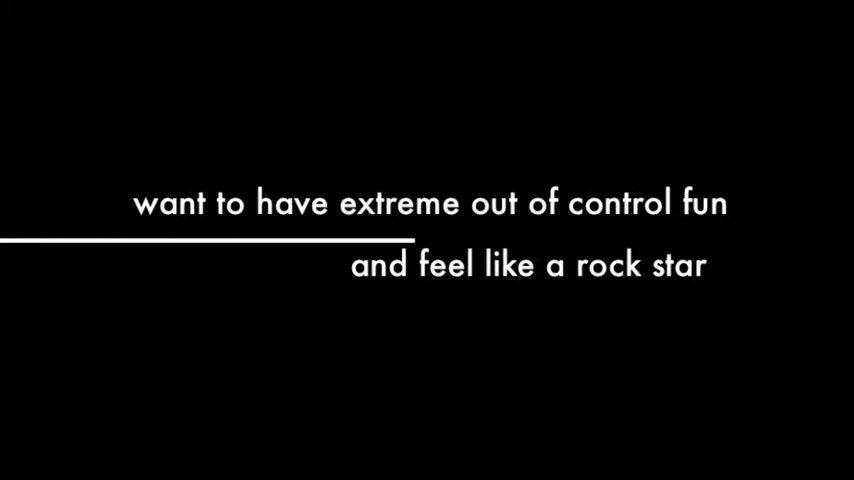 want to have extreme out of control fun
and feel like a rock star